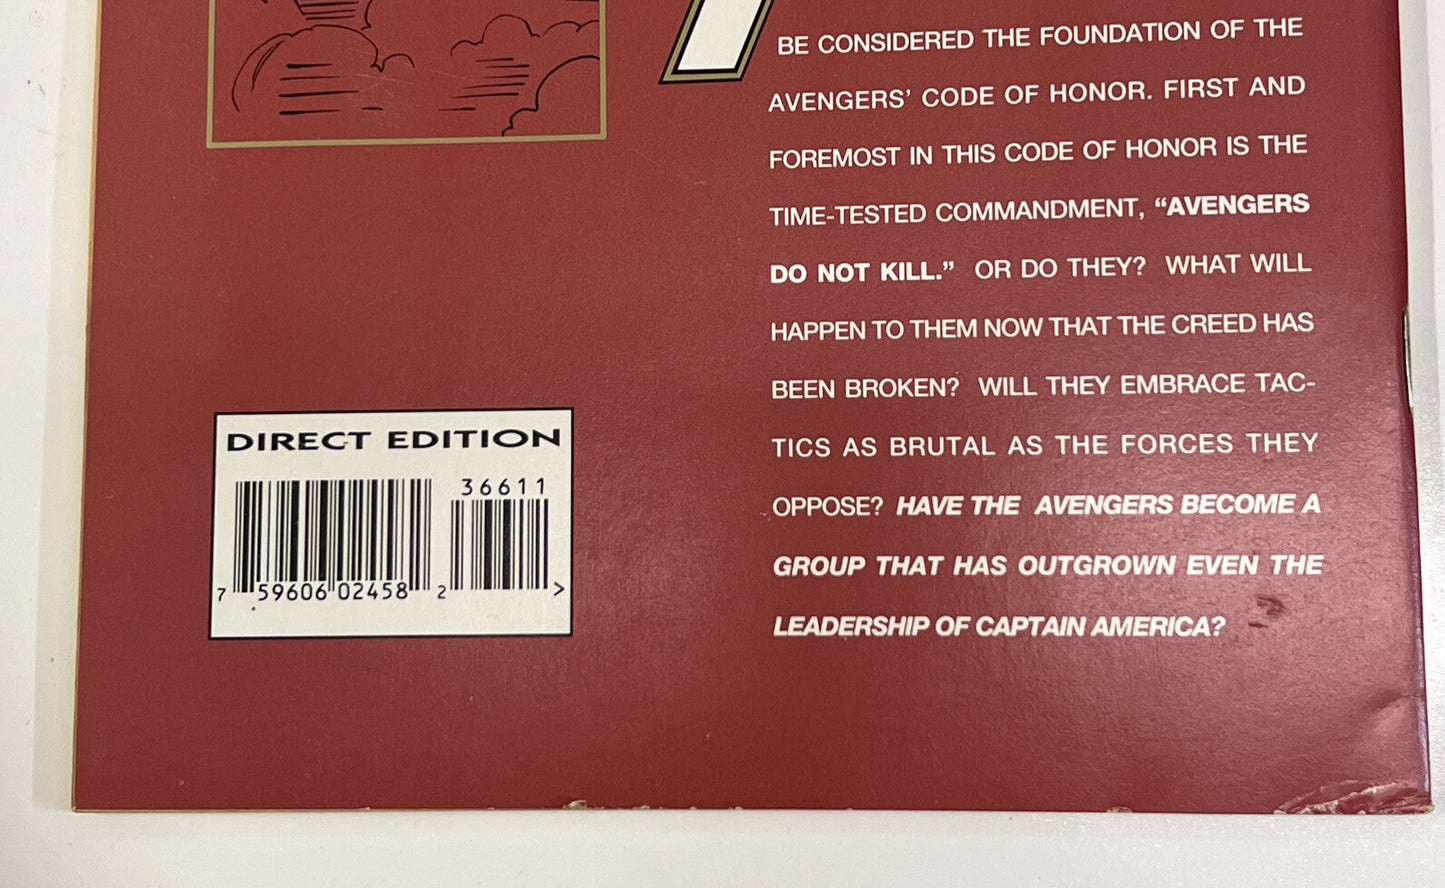 BE CONSIDERED THE FOUNDATION OF THE
AVENGERS’ CODE OF HONOR. FIRST AND
FOREMOST IN THIS CODE OF HONOR IS THE
TIME-TESTED COMMANDMENT, “AVENGERS
DO NOT KILL.” OR DO THEY? WHAT WILL
HAPPEN TO THEM NOW THAT THE CREED HAS
BEEN BROKEN? WILL THEY EMBRACE TAC-
TICS AS BRUTAL AS THE FORCES THEY
OPPOSE? HAVE THE AVENGERS BECOME A
GROUP THAT HAS OUTGROWN EVEN THE
LEADERSHIP OF CAPTAIN AMERICA?
DIRECT EDITION
36611
7 59606 02458 2 >